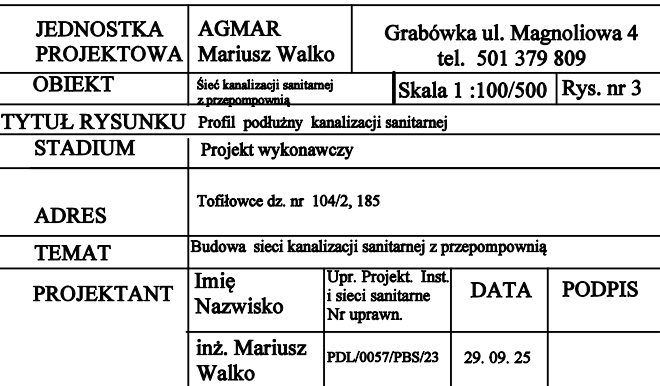 JEDNOSTKA PROJEKTOWA
AGMAR
Mariusz Walko
Grabówka ul. Magnoliowa 4
tel. 501 379 809
OBIEKT
Śieć kanalizacji sanitarnej
z przepompownią
Skala 1 :100/500
Rys. nr 3
TYTUŁ RYSUNKU
Profil podłużny kanalizacji sanitarnej
STADIUM
Projekt wykonawczy
ADRES
Tofiłowce dz. nr 104/2, 185
TEMAT
Budowa sieci kanalizacji sanitarnej z przepompownią
PROJEKTANT
Imię
Nazwisko
Upr. Projekt. Inst.
i sieci sanitarne
Nr uprawn.
DATA
PODPIS
inż. Mariusz
Walko
PDL/0057/PBS/23
29. 09. 25